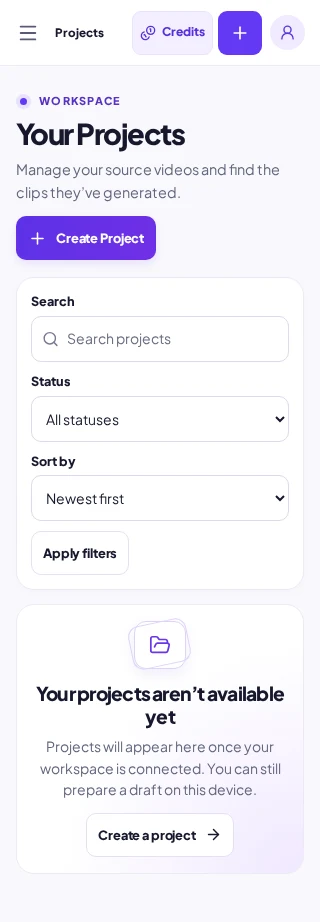 Projects
Credits
WORKSPACE
Your Projects
Manage your source videos and find the
clips they’ve generated.
Create Project
Search
Search projects
Status
All statuses
Sort by
Newest first
Apply filters
Your projects aren’t available
yet
Projects will appear here once your
workspace is connected. You can still
prepare a draft on this device.
Create a project